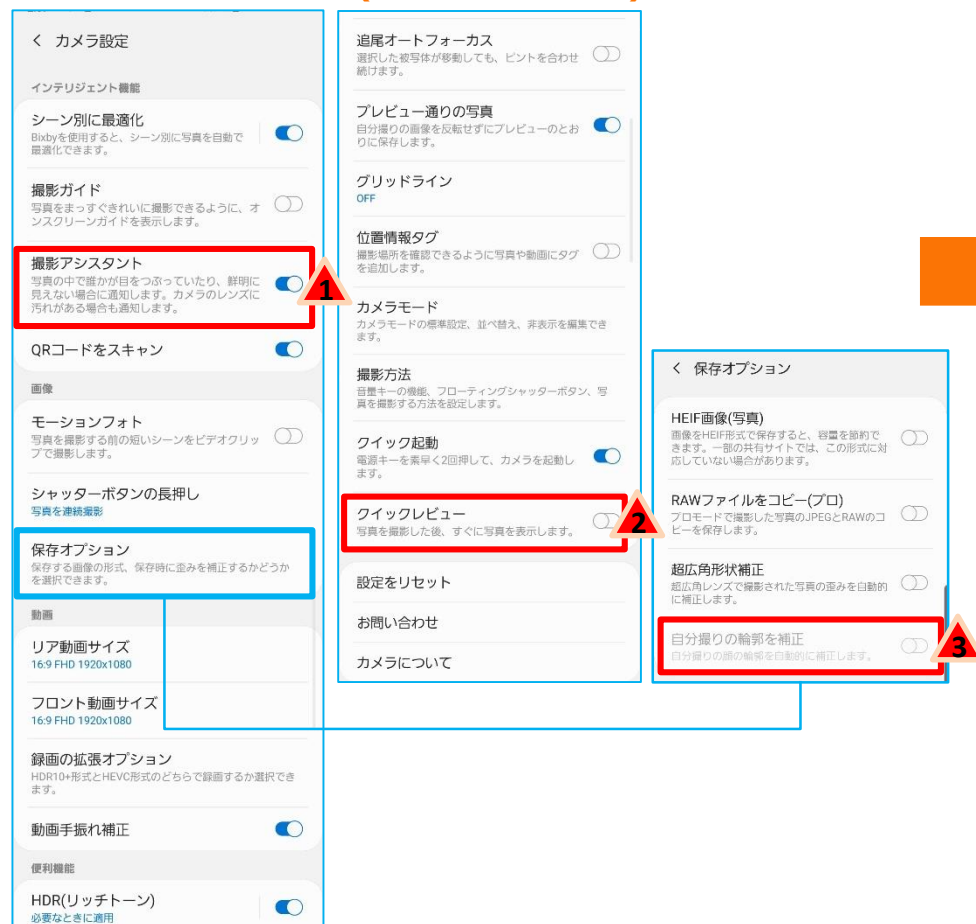 < カメラ設定
インテリジェント機能
シーン別に最適化
Bixbyを使用すると、シーン別に写真を自動で
最適化できます。
撮影ガイド
写真をまっすぐきれいに撮影できるように、オ
ンスクリーンガイドを表示します。
撮影アシスタント
写真の中で誰かが目をつぶっていたり、鮮明に
見えない場合に通知します。カメラのレンズに
汚れがある場合も通知します。
1
QRコードをスキャン
画像
モーションフォト
写真を撮影する前の短いシーンをビデオクリッ
プで撮影します。
シャッターボタンの長押し
写真を連続撮影
保存オプション
保存する画像の形式、保存時に歪みを補正するかどうか
を選択できます。
動画
リア動画サイズ
16:9 FHD 1920x1080
フロント動画サイズ
16:9 FHD 1920x1080
録画の拡張オプション
HDR10+形式とHEVC形式のどちらで録画するか選択でき
ます。
動画手振れ補正
便利機能
HDR(リッチトーン)
必要なときに適用
追尾オートフォーカス
選択した被写体が移動しても、ピントを合わせ
続けます。
プレビュー通りの写真
自分撮りの画像を反転せずにプレビューのとお
りに保存します。
グリッドライン
OFF
位置情報タグ
撮影場所を確認できるように写真や動画にタグ
を追加します。
カメラモード
カメラモードの標準設定、並べ替え、非表示を編集でき
ます。
撮影方法
音量キーの機能、フローティングシャッターボタン、写
真を撮影する方法を設定します。
クイック起動
電源キーを素早く2回押して、カメラを起動し
ます。
クイックレビュー
写真を撮影した後、すぐに写真を表示します。
2
設定をリセット
お問い合わせ
カメラについて
< 保存オプション
HEIF画像(写真)
画像をHEIF形式で保存すると、容量を節約で
きます。一部の共有サイトでは、この形式に対
応していない場合があります。
RAWファイルをコピー(プロ)
プロモードで撮影した写真のJPEGとRAWのコ
ピーを保存します。
超広角形状補正
超広角レンズで撮影された写真の歪みを自動的
に補正します。
自分撮りの輪郭を補正
自分撮りの顔の輪郭を自動的に補正します。
3